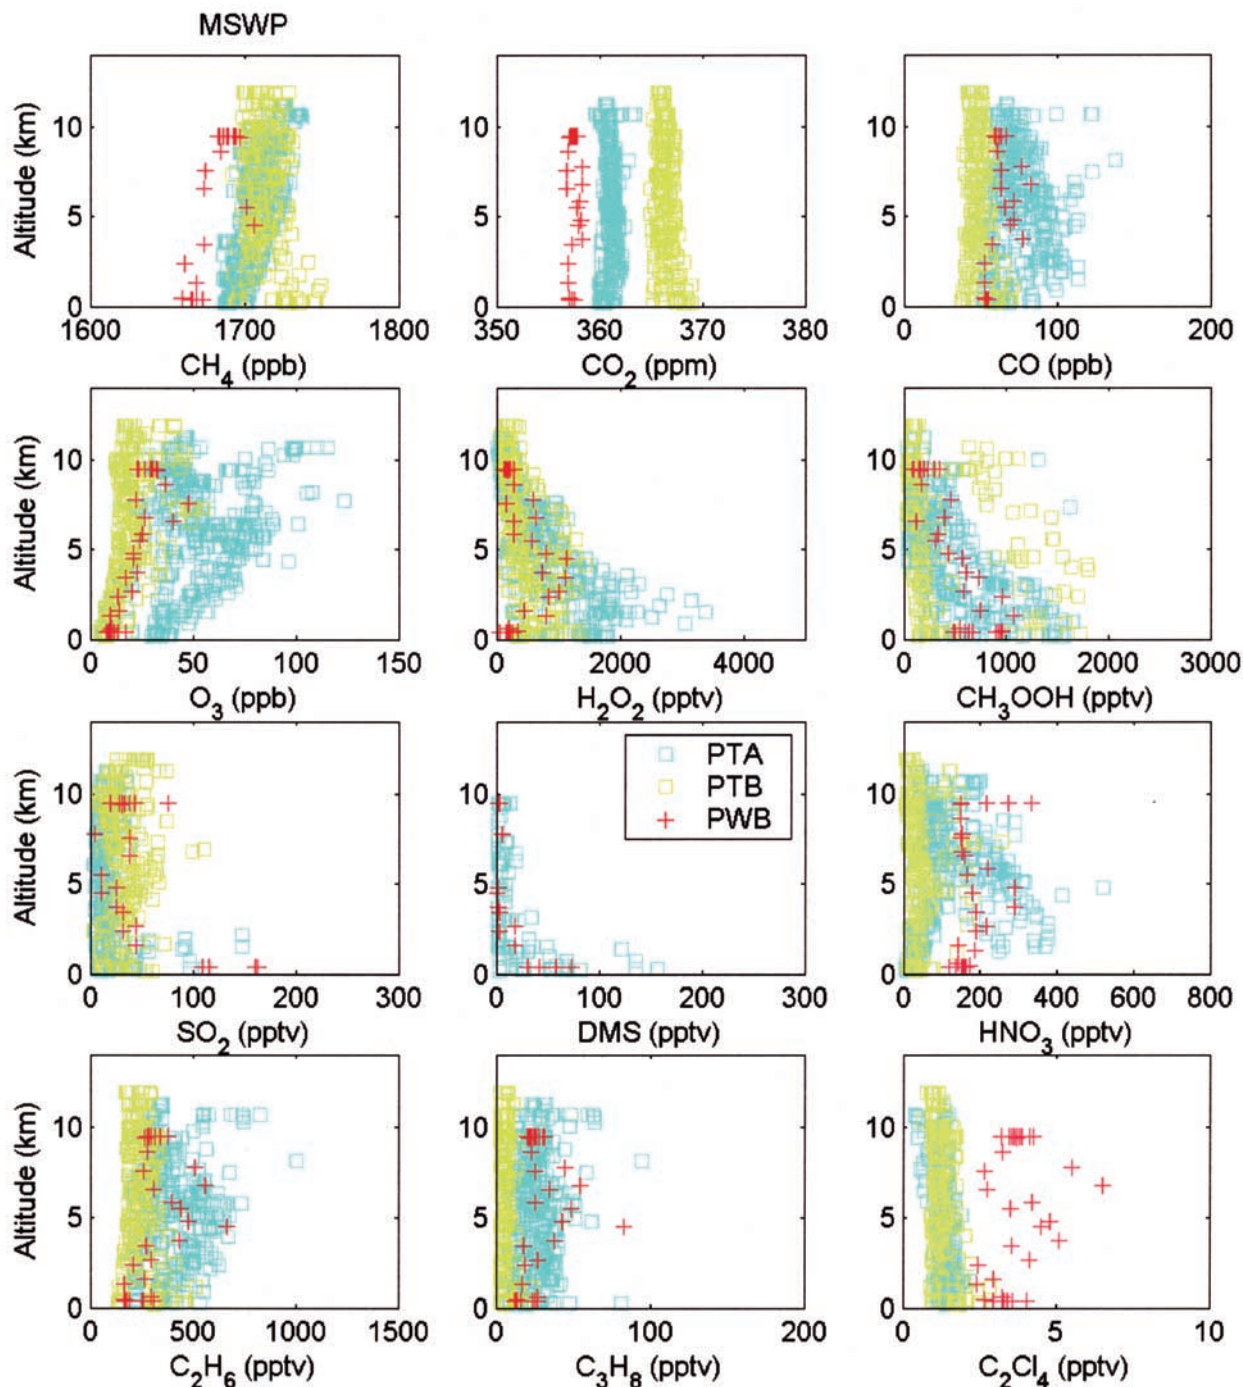 MSWP
Altitude (km)
10
5
0
1600 1700 1800
CH4 (ppb)
10
5
0
350 360 370 380
CO2 (ppm)
10
5
0
0 100 200
CO (ppb)
Altitude (km)
10
5
0
0 50 100 150
O3 (ppb)
10
5
0
0 2000 4000
H2O2 (pptv)
10
5
0
0 1000 2000 3000
CH3OOH (pptv)
Altitude (km)
10
5
0
0 100 200 300
SO2 (pptv)
10
5
0
PTA
PTB
PWB
0 100 200 300
DMS (pptv)
10
5
0
0 200 400 600 800
HNO3 (pptv)
Altitude (km)
10
5
0
0 500 1000 1500
C2H6 (pptv)
10
5
0
0 100 200
C3H8 (pptv)
10
5
0
0 5 10
C2Cl4 (pptv)